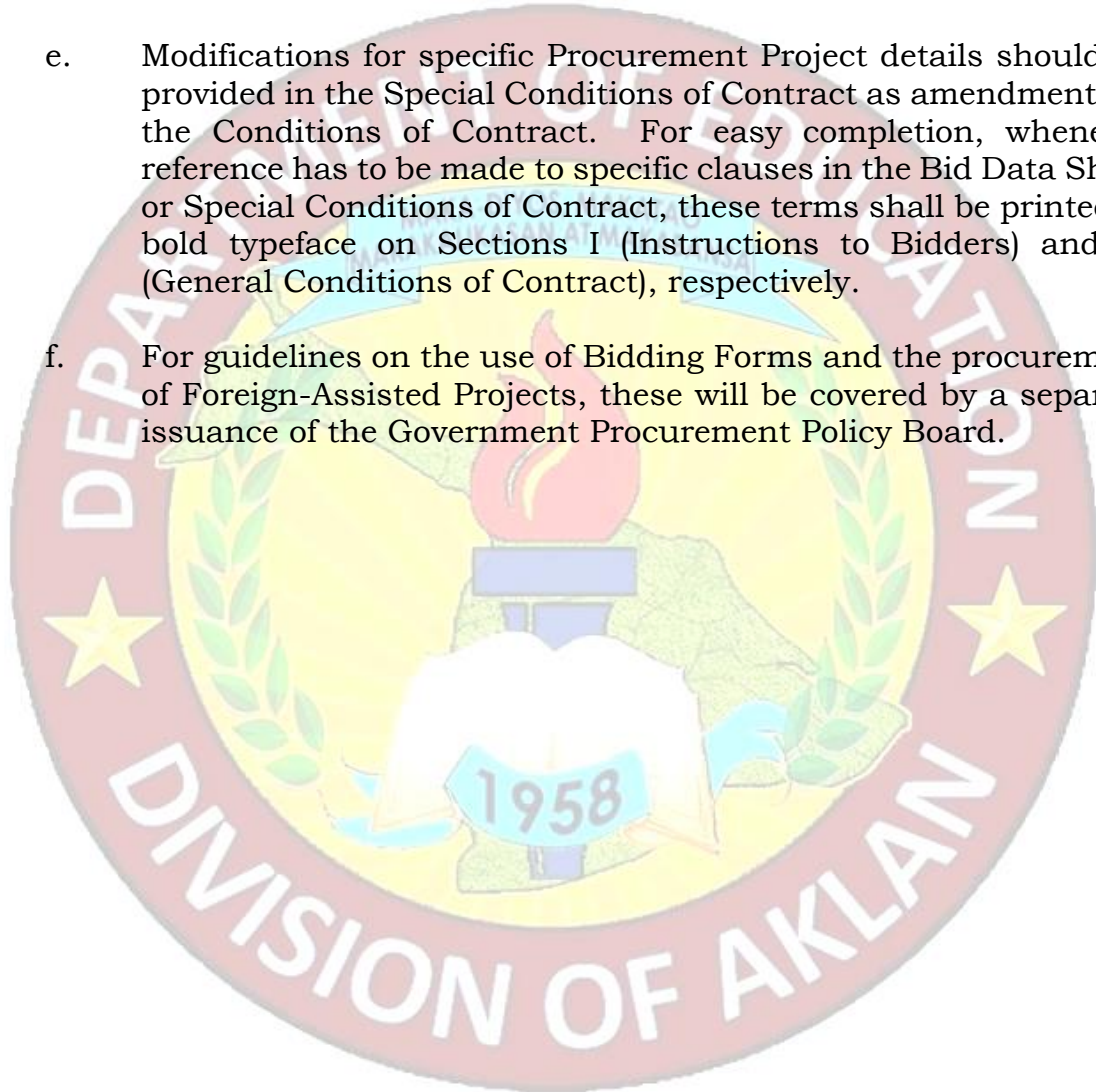 e. Modifications for specific Procurement Project details should
provided in the Special Conditions of Contract as amendment
the Conditions of Contract. For easy completion, whene
reference has to be made to specific clauses in the Bid Data Sh
or Special Conditions of Contract, these terms shall be printe
bold typeface on Sections I (Instructions to Bidders) and
(General Conditions of Contract), respectively.
f. For guidelines on the use of Bidding Forms and the procurem
of Foreign-Assisted Projects, these will be covered by a separ
issuance of the Government Procurement Policy Board.
DEPARTMENT OF EDUCATION
1958
DIVISION OF AKLAN